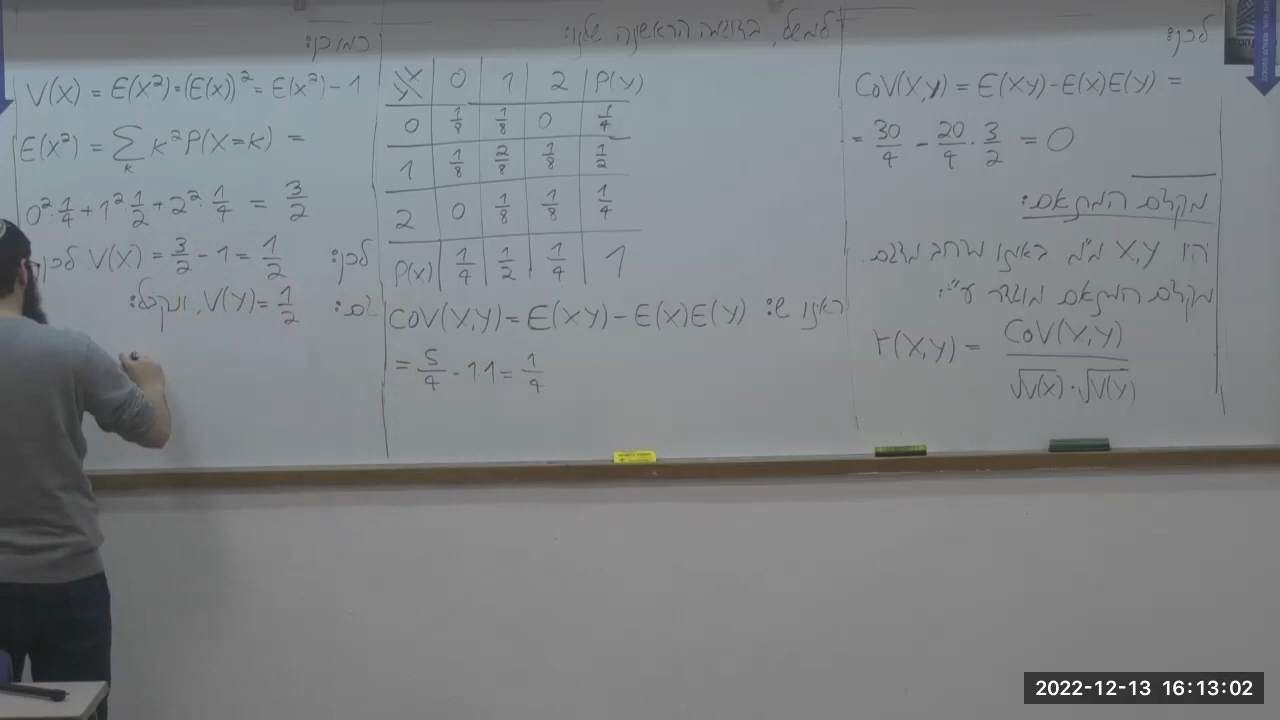 לכן:
COV(X,Y) = E(XY) - E(X)E(Y) =
= 30/4 - 20/4 · 3/2 = 0
מקדם המתאם:
יהיו X,Y מ"מ באותו מרחב מדגם.
מקדם המתאם מוגדר ע"י:
r(X,Y) = COV(X,Y) / √V(X) · √V(Y)
למשל, בדוגמה הראשונה שלנו:
X Y 0 1 2 P(Y)
0 1/8 1/8 0 1/4
1 1/8 2/8 1/8 1/2
2 0 1/8 1/8 1/4
P(X) 1/4 1/2 1/4 1
ראינו ש: COV(X,Y) = E(XY) - E(X)E(Y)
= 5/4 - 1·1 = 1/4
כמו כן:
V(X) = E(X²) - (E(X))² = E(X²) - 1
E(X²) = ∑ₖ k² P(X=k) =
0² · 1/4 + 1² · 1/2 + 2² · 1/4 = 3/2
לכן: V(X) = 3/2 - 1 = 1/2 לכן
V(Y) = 1/2, ונקבל:
2022-12-13 16:13:02